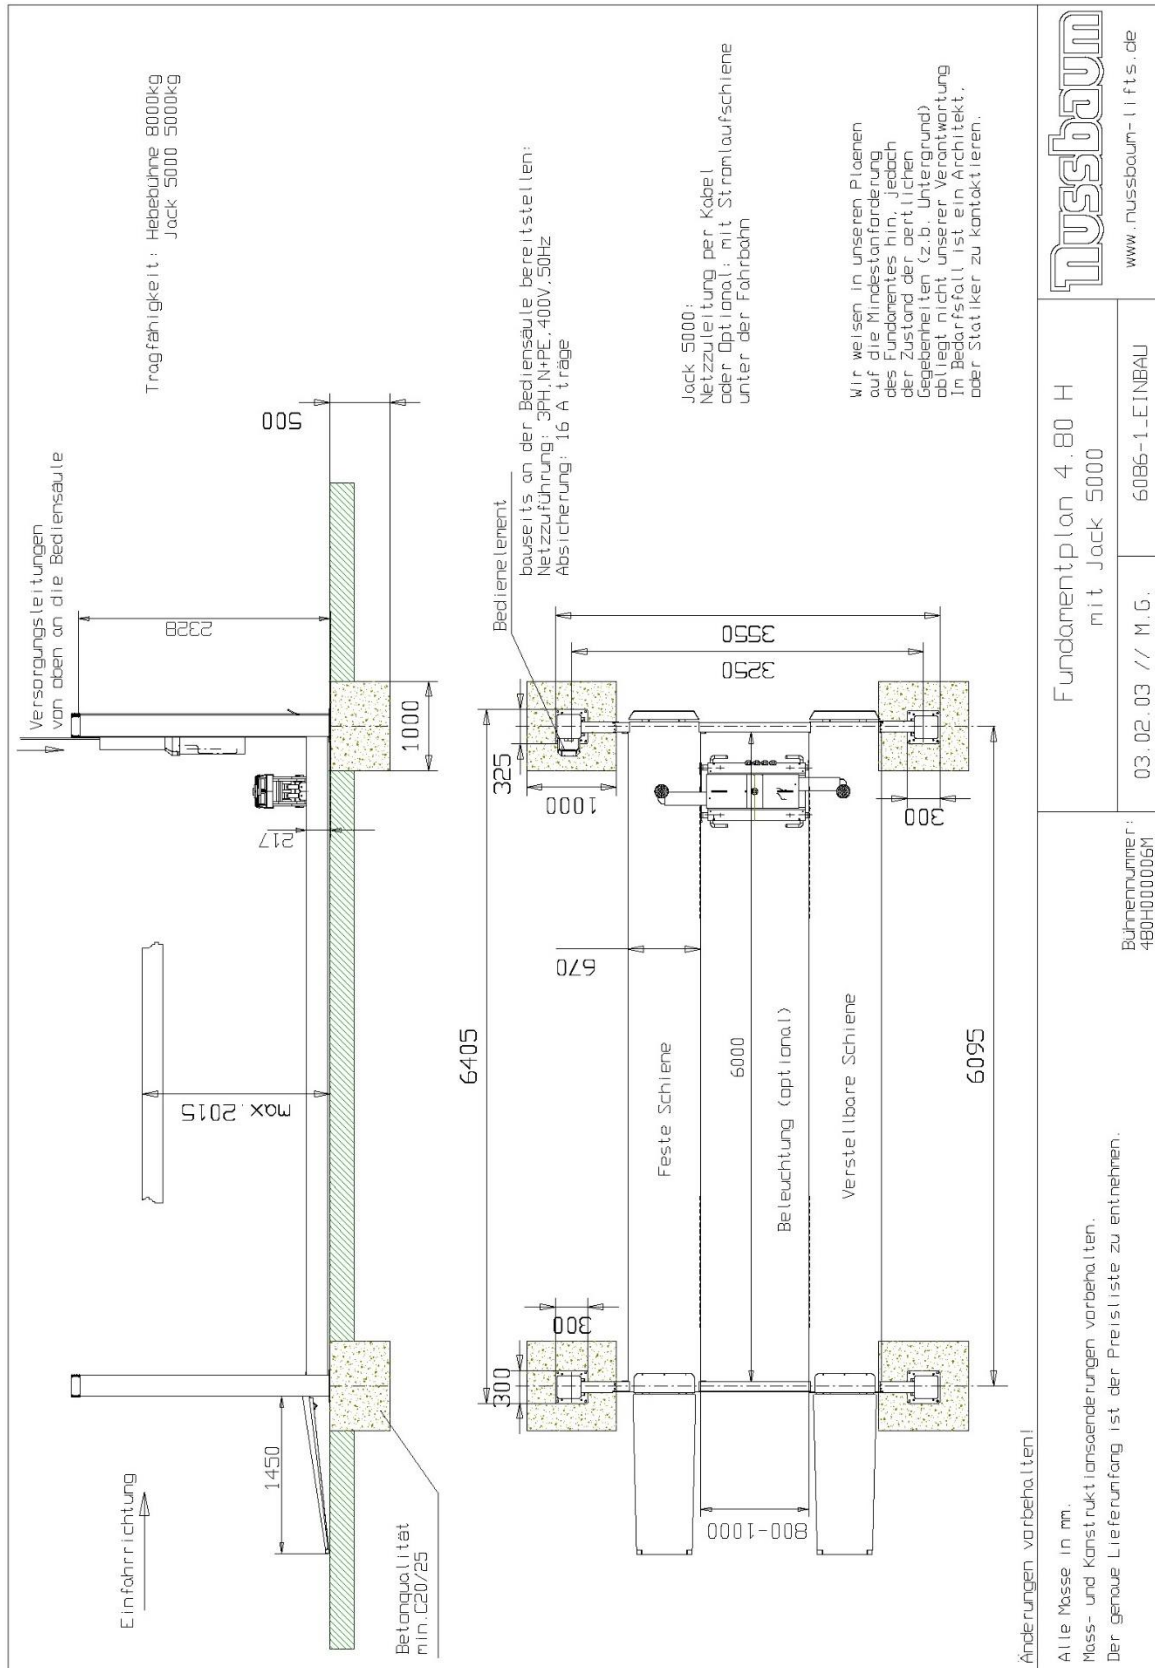 Versorgungsleitungen
von oben an die Bediensäule
Tragfähigkeit: Hebebühne 8000kg
Jack 5000 5000kg
Einfahrrichtung
2328
500
max. 2015
217
1450
1000
Betonqualität
min.C20/25
Bedienelement
bauseits an der Bediensäule bereitstellen:
Netzzuführung: 3PH,N+PE,400V,50Hz
Absicherung: 16 A träge
6405
325
300
300
1000
670
3250
3550
Feste Schiene
6000
Beleuchtung (optional)
800-1000
Verstellbare Schiene
300
6095
Jack 5000:
Netzzuleitung per Kabel
oder Optional: mit Stromlaufschiene
unter der Fahrbahn
Wir weisen in unseren Plaenen
auf die Mindestanforderung
des Fundamentes hin, jedoch
der Zustand der oertlichen
Gegebenheiten (z.b. Untergrund)
obliegt nicht unserer Verantwortung
Im Bedarfsfall ist ein Architekt,
oder Statiker zu kontaktieren.
Änderungen vorbehalten!
Alle Masse in mm.
Mass- und Konstruktionsaenderungen vorbehalten.
Der genaue Lieferumfang ist der Preisliste zu entnehmen.
Bühnennummer:
480H000006M
Fundamentplan 4.80 H
mit Jack 5000
03.02.03 // M.G.
6086-1_EINBAU
nussbaum
www.nussbaum-lifts.de